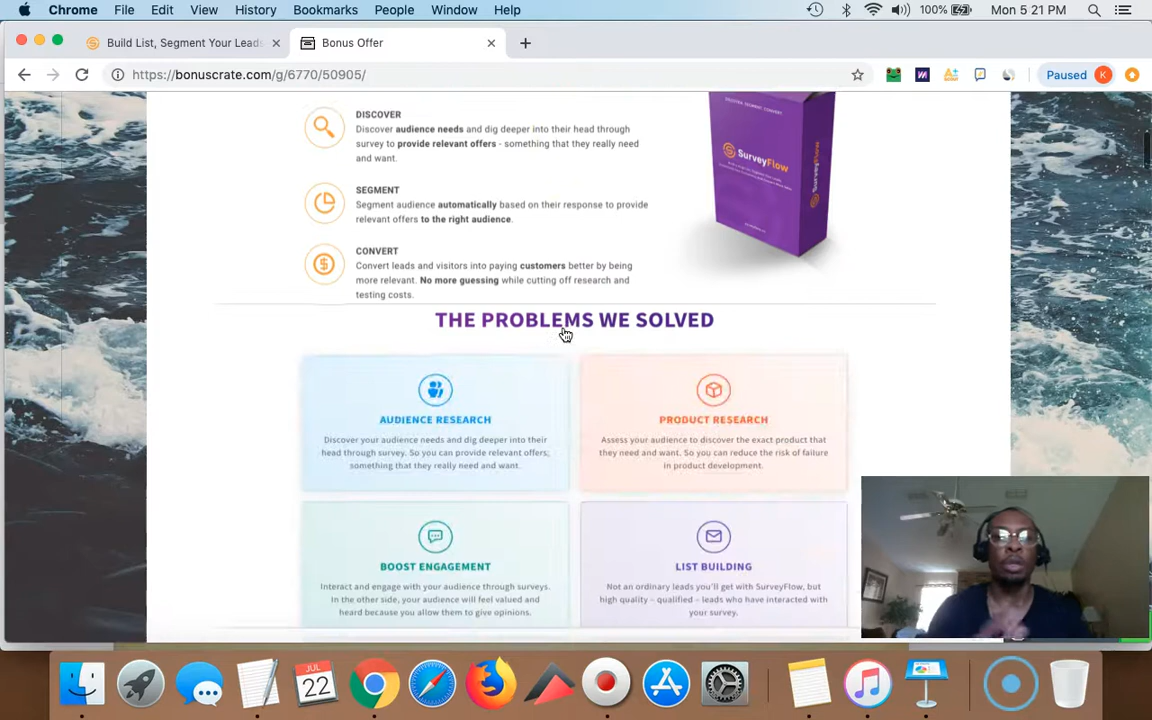 Chrome File Edit View History Bookmarks People Window Help 100% Mon 5 21 PM
Build List, Segment Your Leads
Bonus Offer
https://bonuscrate.com/g/6770/50905/
Paused K
DISCOVER
Discover audience needs and dig deeper into their head through
survey to provide relevant offers - something that they really need
and want.
SEGMENT
Segment audience automatically based on their response to provide
relevant offers to the right audience.
CONVERT
Convert leads and visitors into paying customers better by being
more relevant. No more guessing while cutting off research and
testing costs.
SurveyFlow
SurveyFlow
THE PROBLEMS WE SOLVED
AUDIENCE RESEARCH
Discover your audience needs and dig deeper into their
head through survey. So you can provide relevant offers;
something that they really need and want.
PRODUCT RESEARCH
Assess your audience to discover the exact product that
they need and want. So you can reduce the risk of failure
in product development.
BOOST ENGAGEMENT
Interact and engage with your audience through surveys.
In the other side, your audience will feel valued and
heard because you allow them to give opinions.
LIST BUILDING
Not an ordinary leads you'll get with SurveyFlow, but
high quality – qualified – leads who have interacted with
your survey.
JUL
22